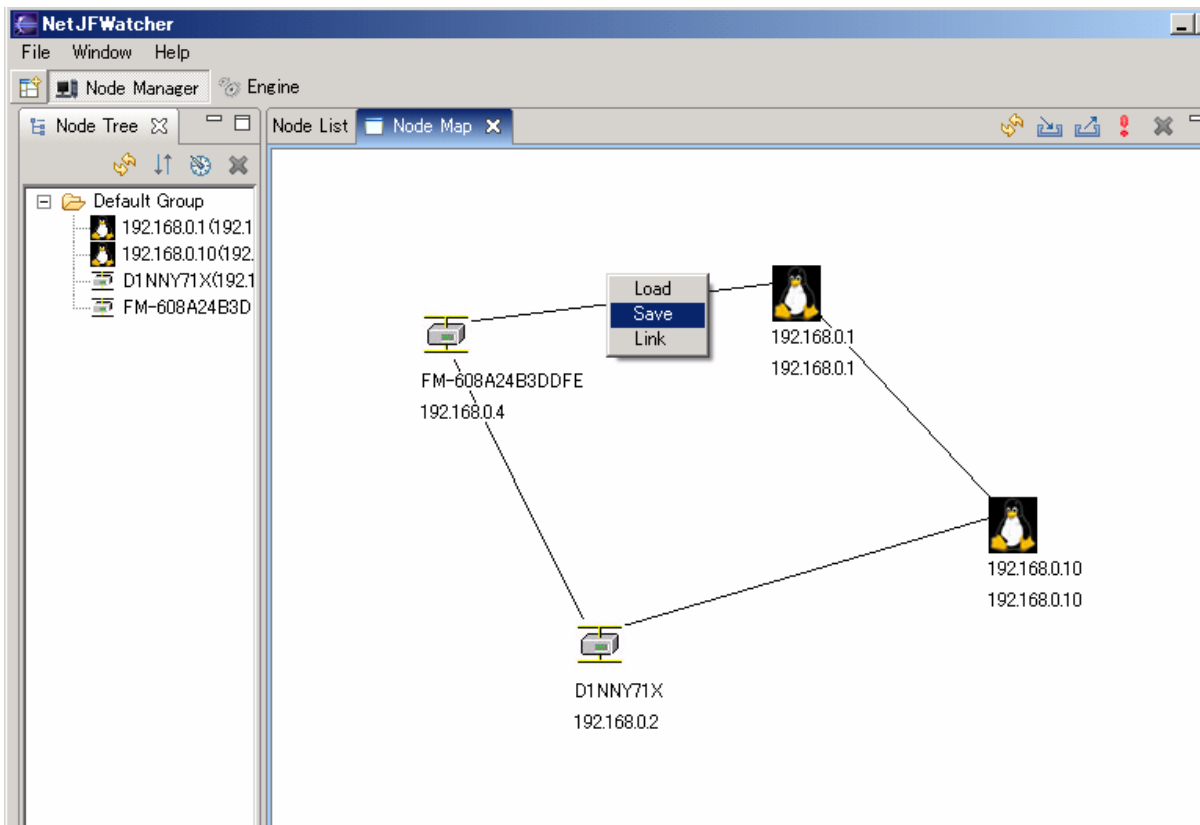 NetJFWatcher
File Window Help
Node Manager Engine
Node Tree
Node List Node Map
Default Group
192.168.0.1(192.1
192.168.0.10(192.
D1NNY71X(192.1
FM-608A24B3D
Load
Save
Link
192.168.0.1
192.168.0.1
FM-608A24B3DDFE
192.168.0.4
192.168.0.10
192.168.0.10
D1NNY71X
192.168.0.2